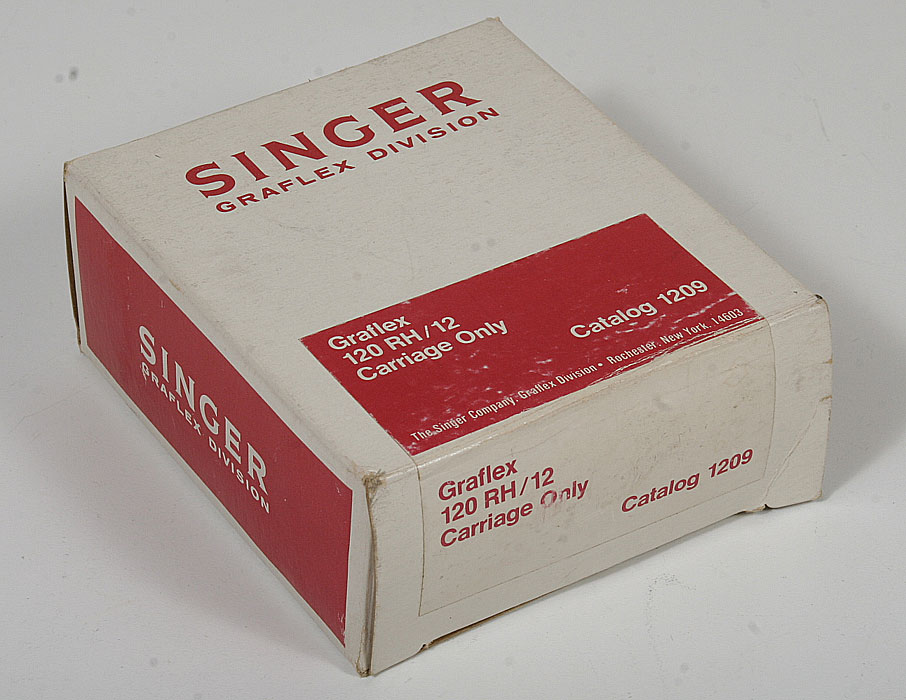 SINGER
GRAFLEX DIVISION
Graflex
120 RH/12
Carriage Only
Catalog 1209
The Singer Company. Graflex Division • Rochester, New York, 14603
SINGER
GRAFLEX DIVISION
Graflex
120 RH/12
Carriage Only
Catalog 1209